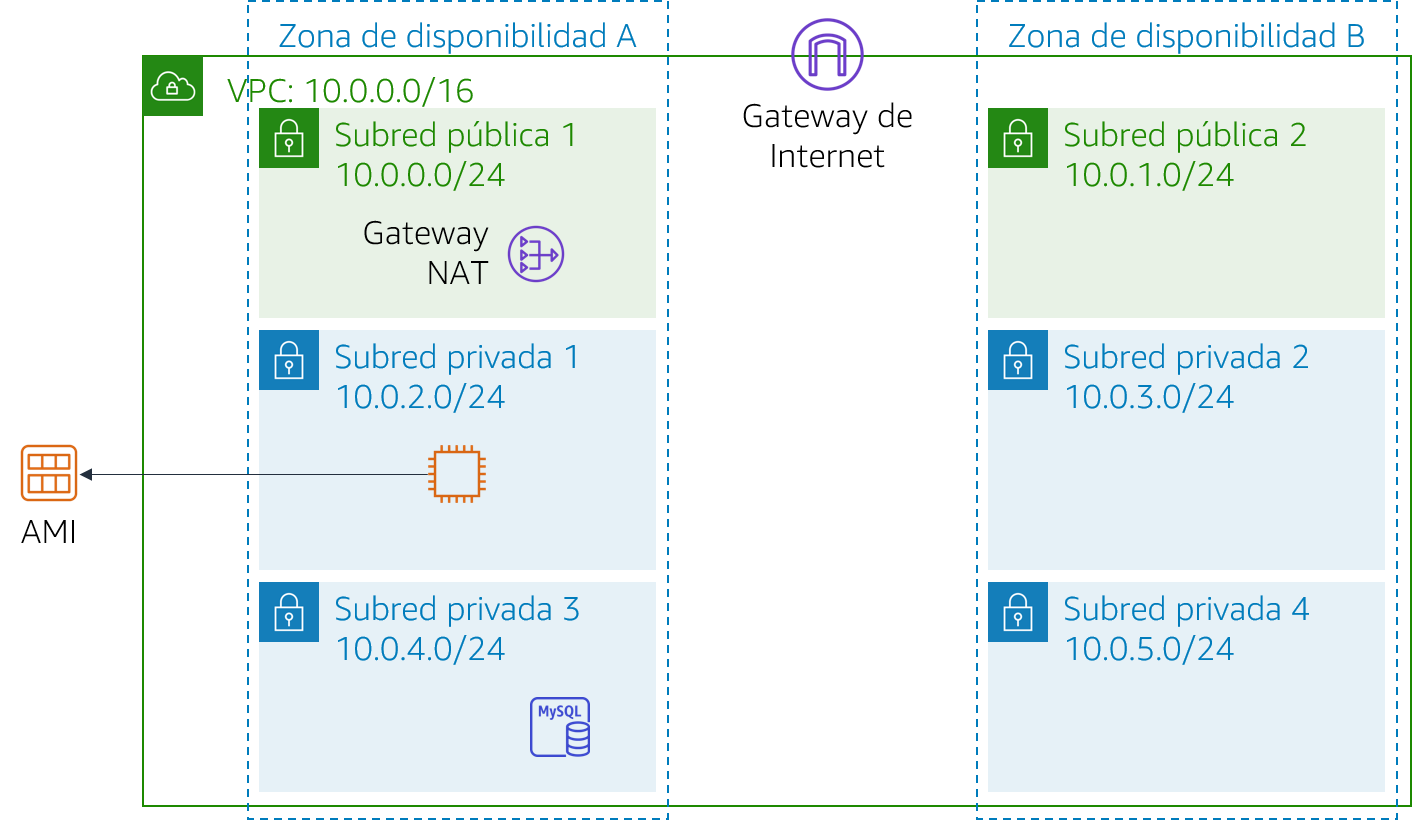 Zona de disponibilidad A
Zona de disponibilidad B
VPC: 10.0.0.0/16
Gateway de
Internet
Subred pública 1
10.0.0.0/24
Gateway
NAT
Subred pública 2
10.0.1.0/24
Subred privada 1
10.0.2.0/24
Subred privada 2
10.0.3.0/24
AMI
Subred privada 3
10.0.4.0/24
MySQL
Subred privada 4
10.0.5.0/24